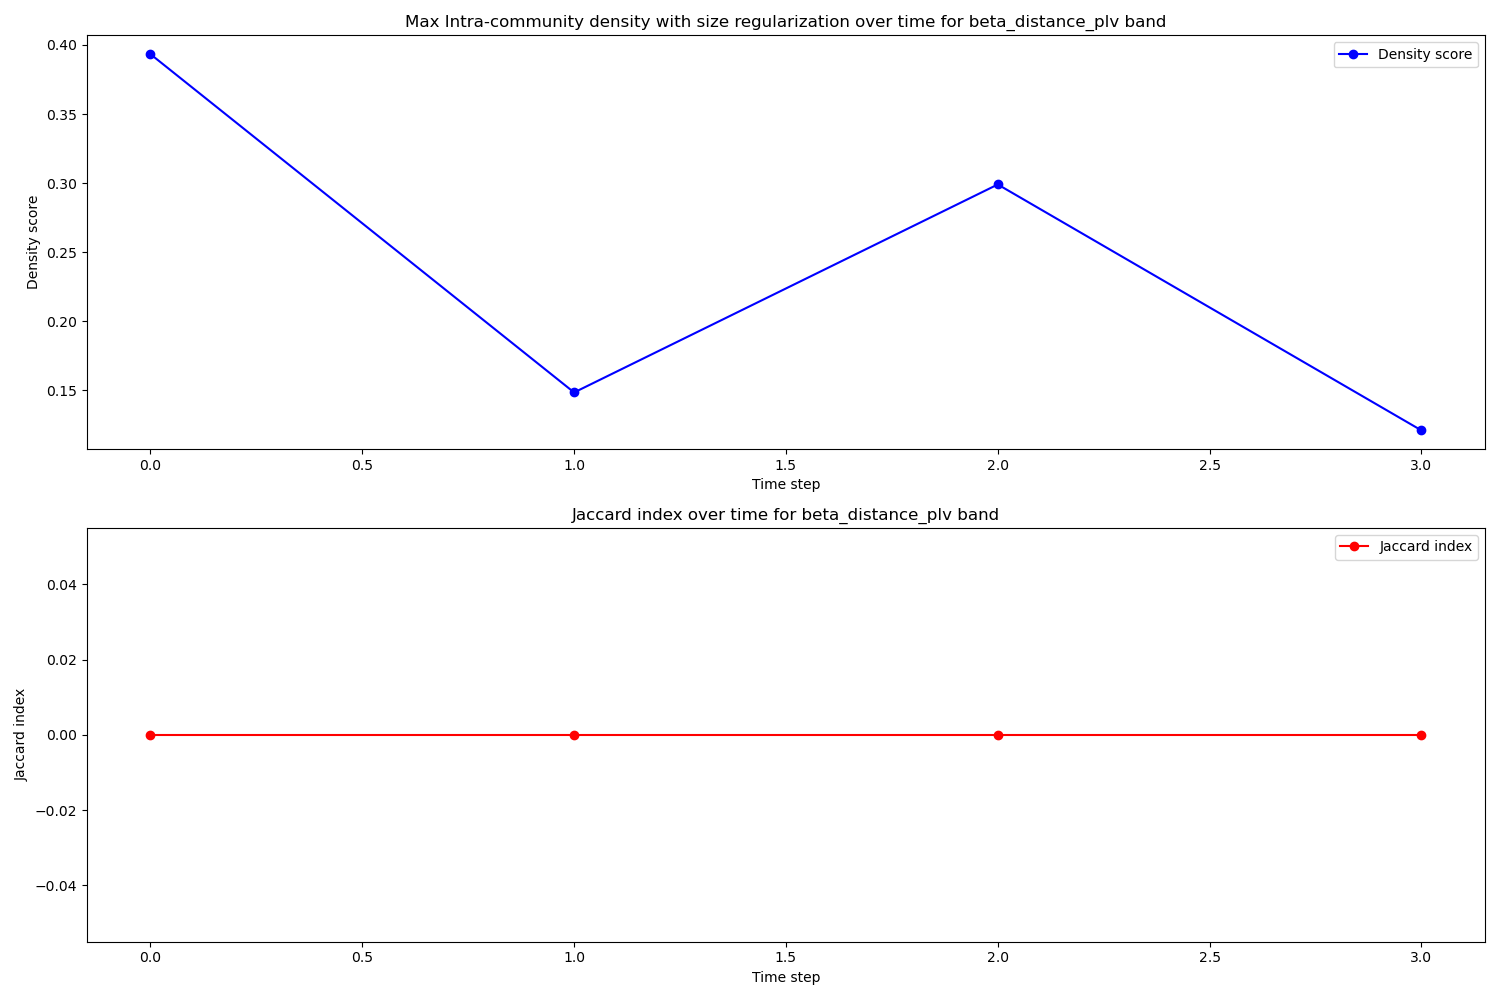 Max Intra-community density with size regularization over time for beta_distance_plv band
Density score
0.40
0.35
0.30
0.25
0.20
0.15
Density score
0.0 0.5 1.0 1.5 2.0 2.5 3.0
Time step
Jaccard index over time for beta_distance_plv band
Jaccard index
0.04
0.02
0.00
−0.02
−0.04
Jaccard index
0.0 0.5 1.0 1.5 2.0 2.5 3.0
Time step